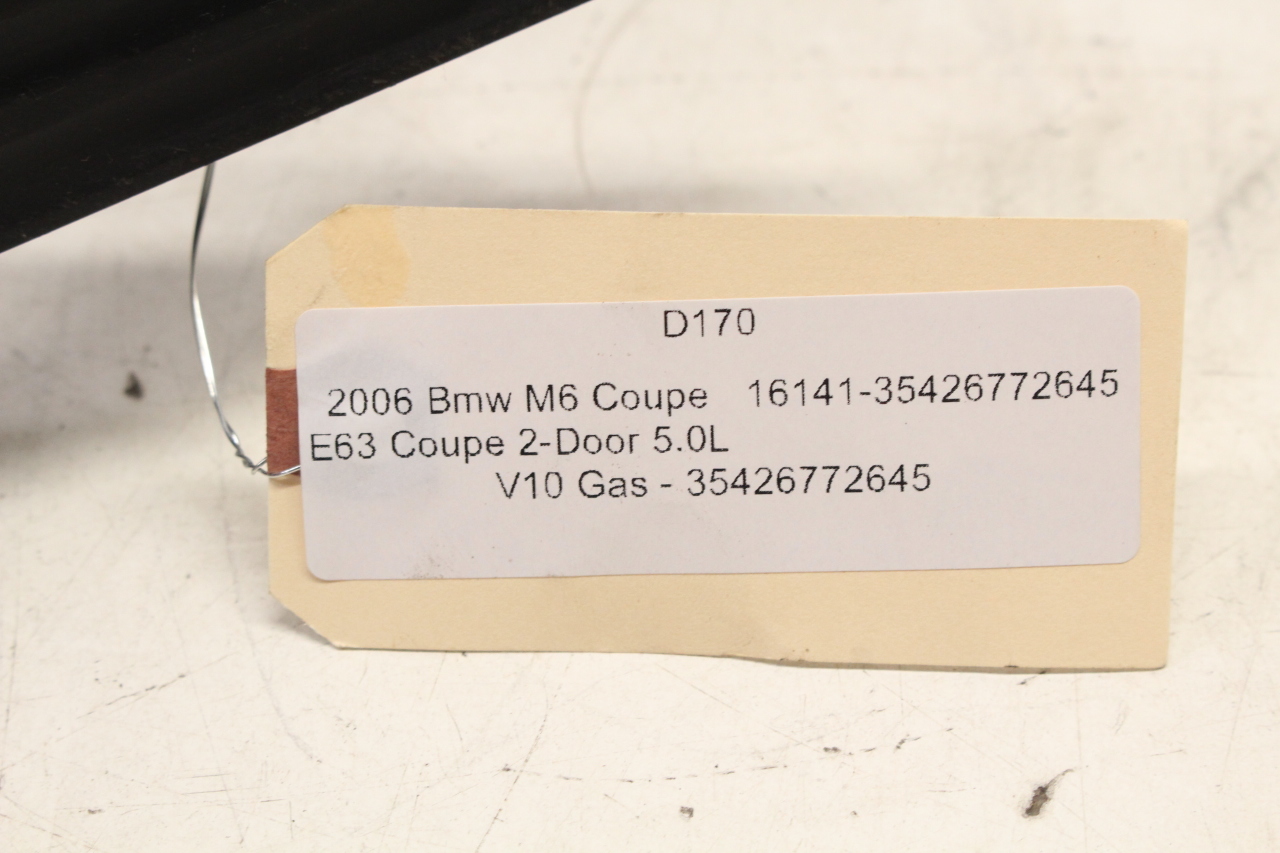 D170
2006 Bmw M6 Coupe 16141-35426772645
E63 Coupe 2-Door 5.0L
V10 Gas - 35426772645